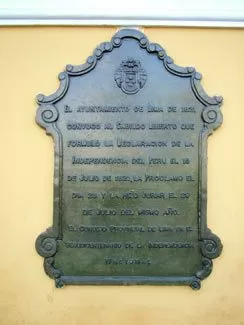 EL AYUNTAMIENTO DE LIMA DE 1821,
CONVOCO AL CABILDO ABIERTO QUE
FORMULO LA DECLARACION DE LA
INDEPENDENCIA DEL PERU EL 15
DE JULIO DE 1821, LA PROCLAMO EL
DIA 28 Y LA HIZO JURAR EL 29
DE JULIO DEL MISMO AÑO.
EL CONCEJO PROVINCIAL DE LIMA EN EL
SESQUICENTENARIO DE LA INDEPENDENCIA